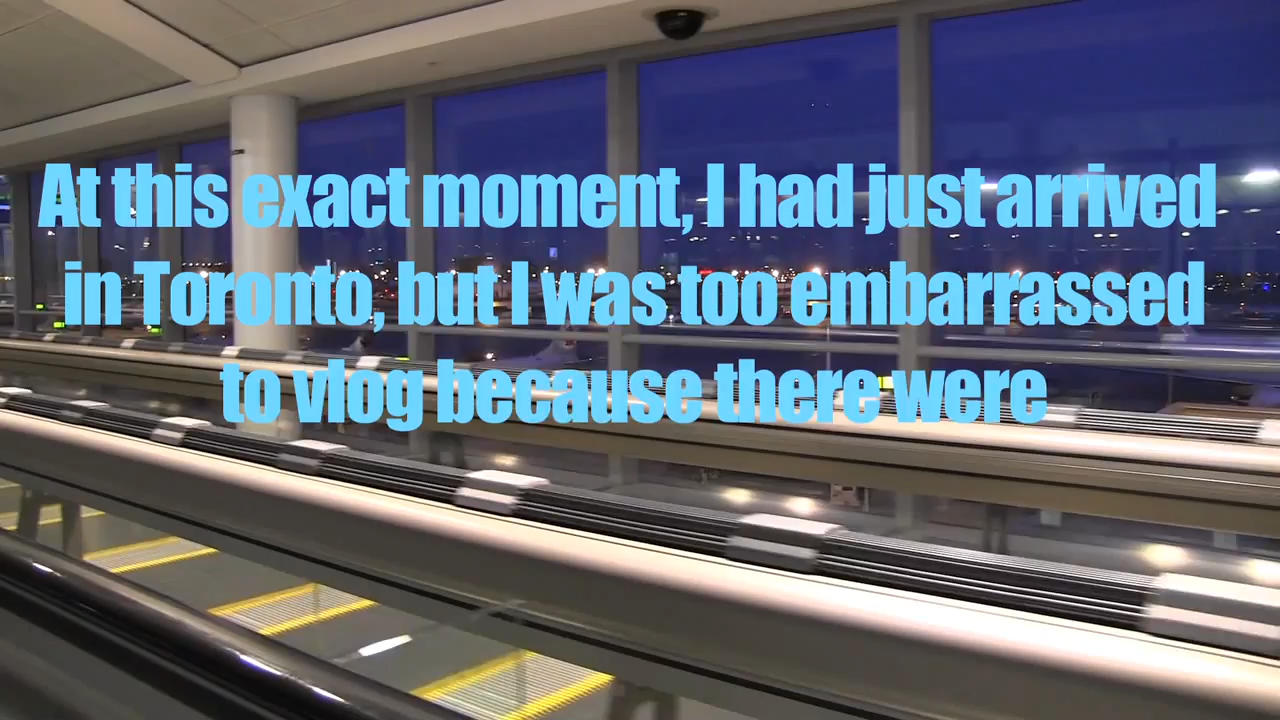 At this exact moment, I had just arrived
in Toronto, but I was too embarrassed
to vlog because there were